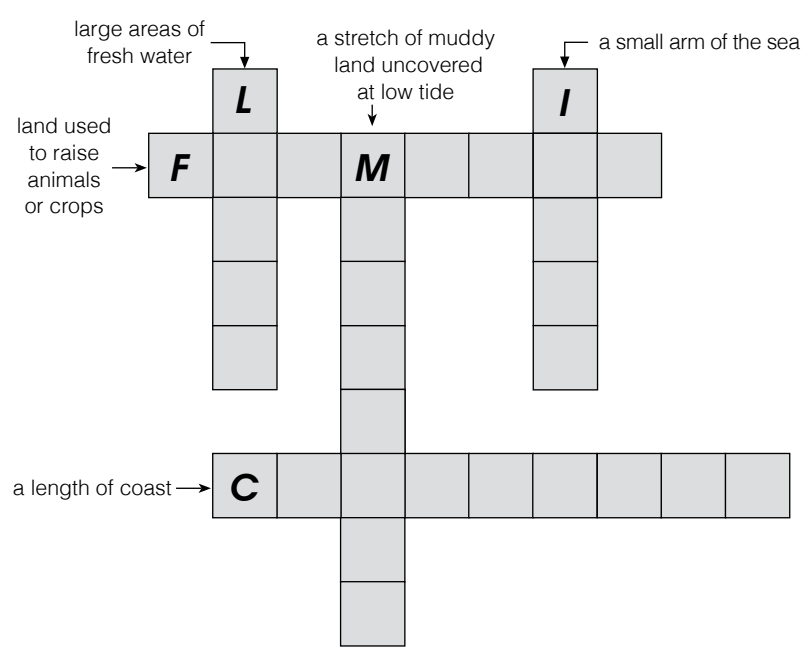 large areas of
fresh water
a stretch of muddy
land uncovered
at low tide
a small arm of the sea
L
I
land used
to raise
animals
or crops
F
M
a length of coast
C